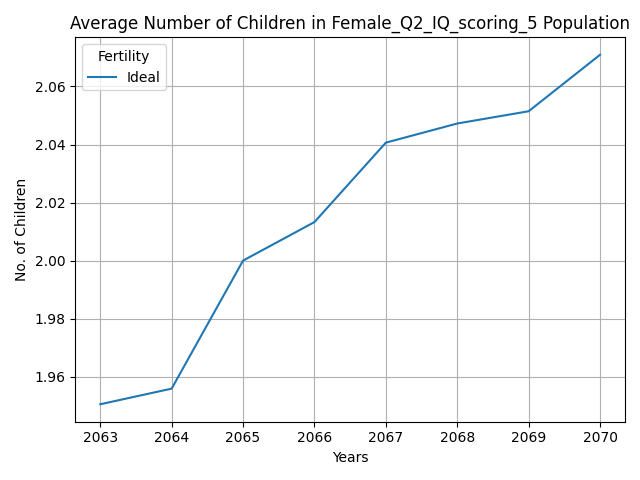 Average Number of Children in Female_Q2_IQ_scoring_5 Population
Fertility
Ideal
No. of Children
2.06
2.04
2.02
2.00
1.98
1.96
2063 2064 2065 2066 2067 2068 2069 2070
Years